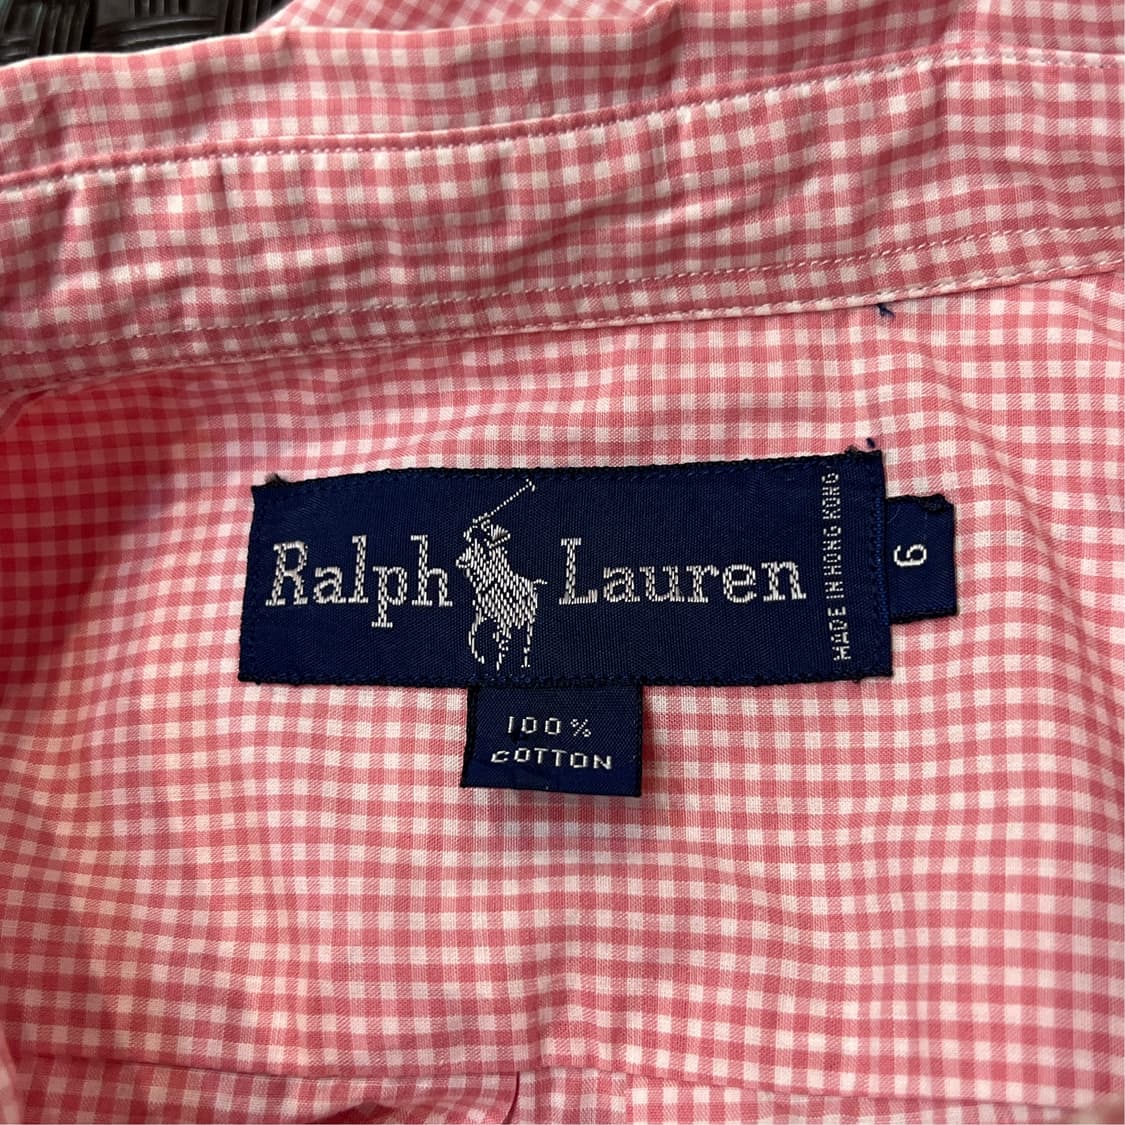 Ralph Lauren
MADE IN HONG KONG
6
100%
COTTON